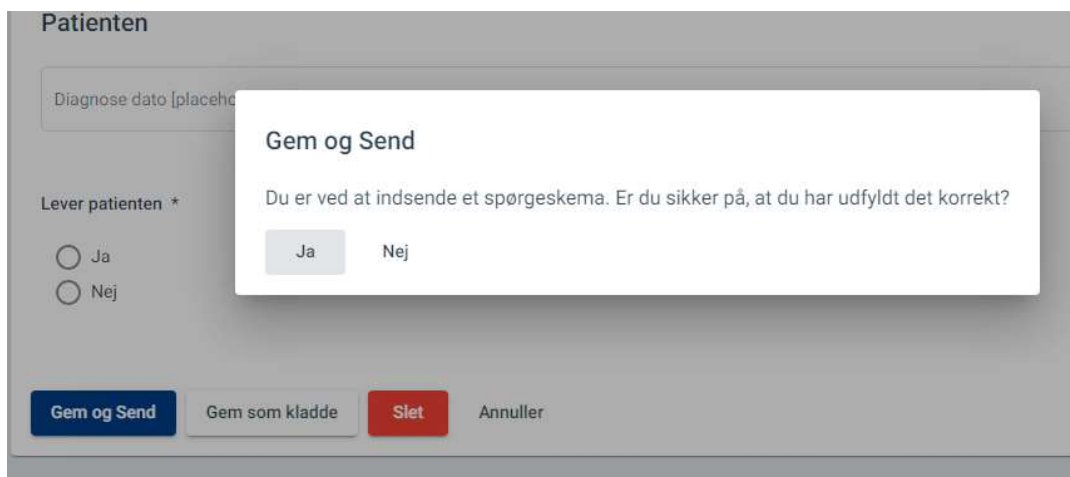 Patienten
Diagnose dato [placeho
Gem og Send
Du er ved at indsende et spørgeskema. Er du sikker på, at du har udfyldt det korrekt?
Ja Nej
Lever patienten *
Ja
Nej
Gem og Send Gem som kladde Slet Annuller